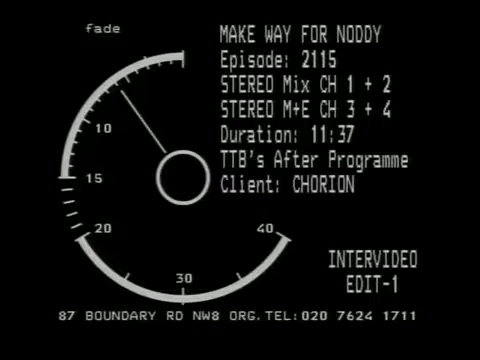 fade
MAKE WAY FOR NODDY
Episode: 2115
STEREO Mix CH 1 + 2
STEREO M+E CH 3 + 4
Duration: 11:37
TTB's After Programme
Client: CHORION
10
15
20
30
40
INTERVIDEO
EDIT-1
87 BOUNDARY RD NW8 ORG.TEL: 020 7624 1711